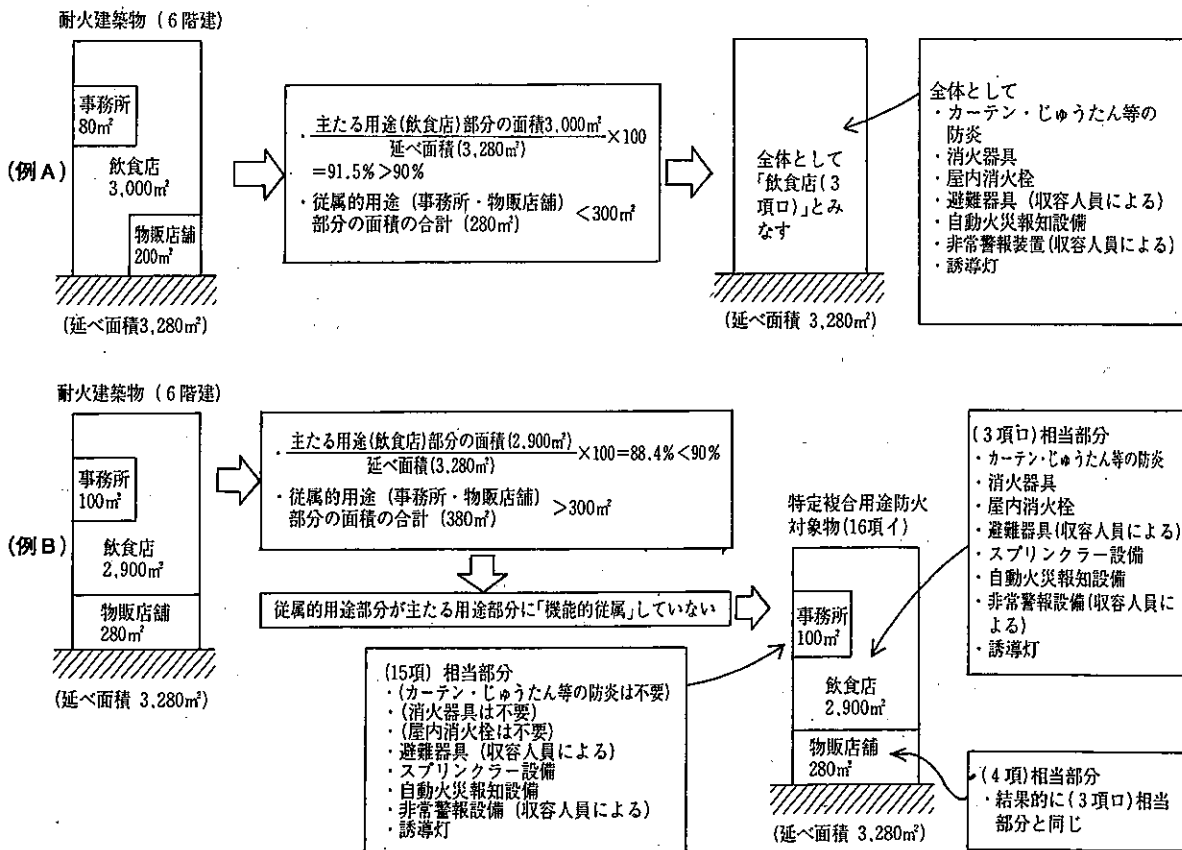 耐火建築物 (6階建)
事務所
80㎡
(例A)
飲食店
3,000㎡
物販店舗
200㎡
(延べ面積3,280㎡)
・主たる用途(飲食店)部分の面積3,000㎡
延べ面積(3,280㎡)
×100
=91.5%>90%
・従属的用途 (事務所・物販店舗)
部分の面積の合計 (280㎡)
<300㎡
全体として
「飲食店(3
項ロ)」とみ
なす
(延べ面積 3,280㎡)
全体として
・カーテン・じゅうたん等の
防炎
・消火器具
・屋内消火栓
・避難器具 (収容人員による)
・自動火災報知設備
・非常警報装置(収容人員による)
・誘導灯
耐火建築物 (6階建)
事務所
100㎡
(例B)
飲食店
2,900㎡
物販店舗
280㎡
(延べ面積 3,280㎡)
・主たる用途(飲食店)部分の面積(2,900㎡)
延べ面積(3,280㎡)
×100=88.4%<90%
・従属的用途 (事務所・物販店舗)
部分の面積の合計 (380㎡)
>300㎡
従属的用途部分が主たる用途部分に「機能的従属」していない
(15項) 相当部分
・(カーテン・じゅうたん等の防炎は不要)
・(消火器具は不要)
・(屋内消火栓は不要)
・避難器具 (収容人員による)
・スプリンクラー設備
・自動火災報知設備
・非常警報設備 (収容人員による)
・誘導灯
特定複合用途防火
対象物(16項イ)
事務所
100㎡
飲食店
2,900㎡
物販店舗
280㎡
(延べ面積 3,280㎡)
(3項ロ)相当部分
・カーテン・じゅうたん等の防炎
・消火器具
・屋内消火栓
・避難器具(収容人員による)
・スプリンクラー設備
・自動火災報知設備
・非常警報設備(収容人員に
よる)
・誘導灯
(4項)相当部分
・結果的に(3項ロ)相当
部分と同じ